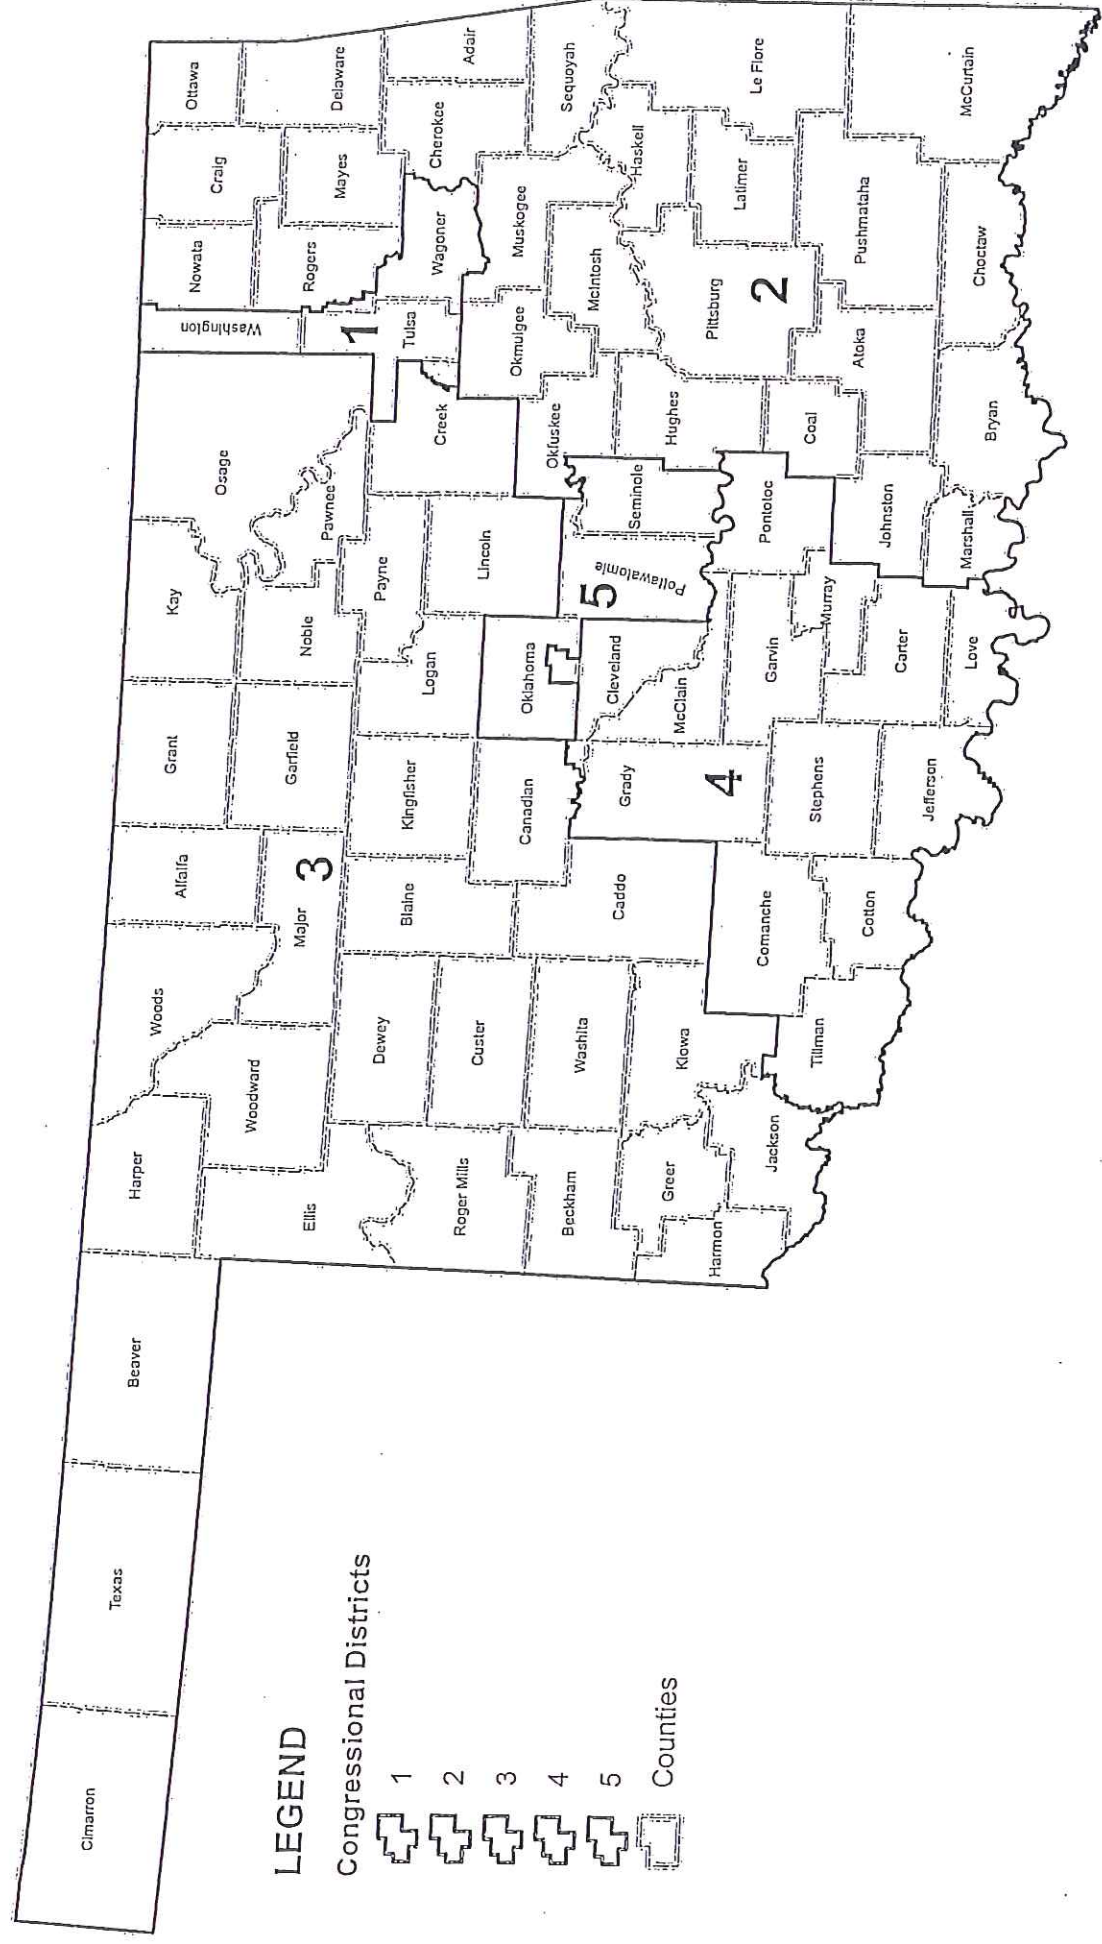 Cimarron
Texas
Beaver
Harper
Woods
Alfalfa
Grant
Kay
Osage
Washington
Nowata
Craig
Ottawa
Ellis
Woodward
Major
3
Garfield
Noble
Pawnee
1
Rogers
Mayes
Delaware
Dewey
Blaine
Kingfisher
Logan
Payne
Creek
Tulsa
Wagoner
Cherokee
Adair
Roger Mills
Custer
Canadian
Oklahoma
Lincoln
Okfuskee
Okmulgee
Muskogee
Sequoyah
Beckham
Washita
Caddo
Grady
Cleveland
5
Pottawatomie
Seminole
Hughes
McIntosh
Haskell
Greer
Kiowa
McClain
4
Pittsburg
2
Latimer
Le Flore
Harmon
Jackson
Tillman
Comanche
Stephens
Garvin
Murray
Pontotoc
Coal
Atoka
Pushmataha
Cotton
Jefferson
Carter
Johnston
Love
Marshall
Bryan
Choctaw
McCurtain
LEGEND
Congressional Districts
1
2
3
4
5
Counties